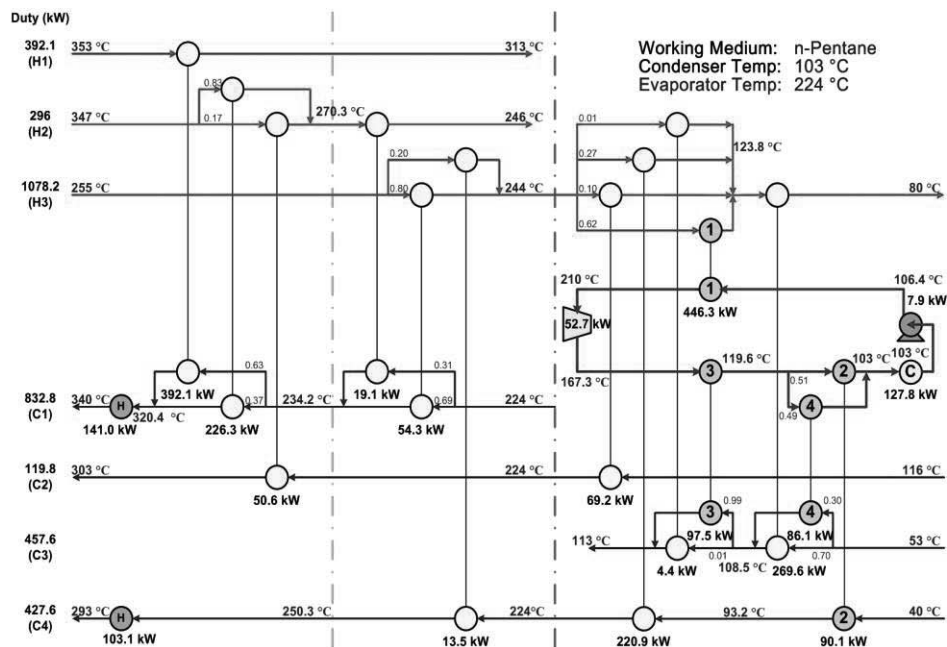 Duty (kW)
392.1
(H1)
353 °C
313 °C
Working Medium: n-Pentane
Condenser Temp: 103 °C
Evaporator Temp: 224 °C
0.83
296
(H2)
347 °C
0.17
270.3 °C
246 °C
0.01
123.8 °C
0.20
0.27
1078.2
(H3)
255 °C
0.80
244 °C
0.10
80 °C
0.62
1
210 °C
1
106.4 °C
446.3 kW
7.9 kW
52.7 kW
103 °C
167.3 °C
3
119.6 °C
2
103 °C
C
0.51
127.8 kW
0.63
0.31
0.49
4
832.8
(C1)
340 °C
H
320.4 °C
392.1 kW
0.37
234.2 °C
19.1 kW
0.69
224 °C
141.0 kW
226.3 kW
54.3 kW
119.8
(C2)
303 °C
224 °C
116 °C
50.6 kW
69.2 kW
3
0.99
4
0.30
457.6
(C3)
97.5 kW
86.1 kW
113 °C
53 °C
0.01
0.70
4.4 kW
108.5 °C
269.6 kW
427.6
(C4)
293 °C
H
250.3 °C
224°C
93.2 °C
2
40 °C
103.1 kW
13.5 kW
220.9 kW
90.1 kW